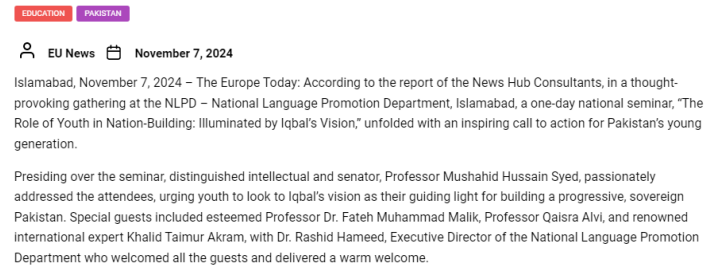 EDUCATION PAKISTAN
EU News November 7, 2024
Islamabad, November 7, 2024 – The Europe Today: According to the report of the News Hub Consultants, in a thought-
provoking gathering at the NLPD – National Language Promotion Department, Islamabad, a one-day national seminar, “The
Role of Youth in Nation-Building: Illuminated by Iqbal’s Vision,” unfolded with an inspiring call to action for Pakistan’s young
generation.
Presiding over the seminar, distinguished intellectual and senator, Professor Mushahid Hussain Syed, passionately
addressed the attendees, urging youth to look to Iqbal’s vision as their guiding light for building a progressive, sovereign
Pakistan. Special guests included esteemed Professor Dr. Fateh Muhammad Malik, Professor Qaisra Alvi, and renowned
international expert Khalid Taimur Akram, with Dr. Rashid Hameed, Executive Director of the National Language Promotion
Department who welcomed all the guests and delivered a warm welcome.